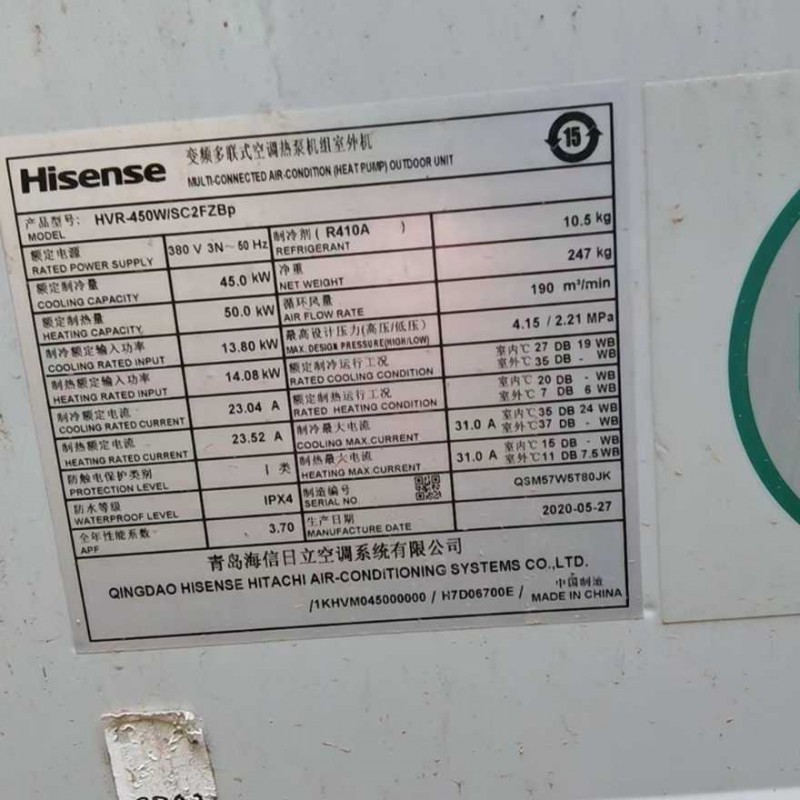 Hisense
变频多联式空调热泵机组室外机
MULTI-CONNECTED AIR-CONDITION (HEAT PUMP) OUTDOOR UNIT
15
产品型号: HVR-450W/SC2FZBp
MODEL
额定电源 380 V 3N~ 50 Hz 制冷剂 ( R410A ) 10.5 kg
RATED POWER SUPPLY REFRIGERANT
额定制冷量 45.0 kW 净重 247 kg
COOLING CAPACITY NET WEIGHT
额定制热量 50.0 kW 循环风量 190 m³/min
HEATING CAPACITY AIR FLOW RATE
制冷额定输入功率 13.80 kW 最高设计压力(高压/低压) 4.15 / 2.21 MPa
COOLING RATED INPUT MAX. DESIGN PRESSURE(HIGH/LOW)
制热额定输入功率 14.08 kW 额定制冷运行工况 室内℃ 27 DB 19 WB
HEATING RATED INPUT RATED COOLING CONDITION 室外℃ 35 DB - WB
制冷额定电流 23.04 A 额定制热运行工况 室内℃ 20 DB - WB
COOLING RATED CURRENT RATED HEATING CONDITION 室外℃ 7 DB 6 WB
制热额定电流 23.52 A 制冷最大电流 31.0 A 室内℃ 35 DB 24 WB
HEATING RATED CURRENT COOLING MAX.CURRENT 室外℃ 37 DB - WB
防触电保护类别 I 类 制热最大电流 31.0 A 室内℃ 15 DB - WB
PROTECTION LEVEL HEATING MAX.CURRENT 室外℃ 11 DB 7.5 WB
防水等级 IPX4 制造编号 QSM57W5T80JK
WATERPROOF LEVEL SERIAL NO.
全年性能系数 3.70 生产日期 2020-05-27
APF MANUFACTURE DATE
青岛海信日立空调系统有限公司
QINGDAO HISENSE HITACHI AIR-CONDITIONING SYSTEMS CO.,LTD.
/1KHVM045000000 / H7D06700E / 中国制造
MADE IN CHINA